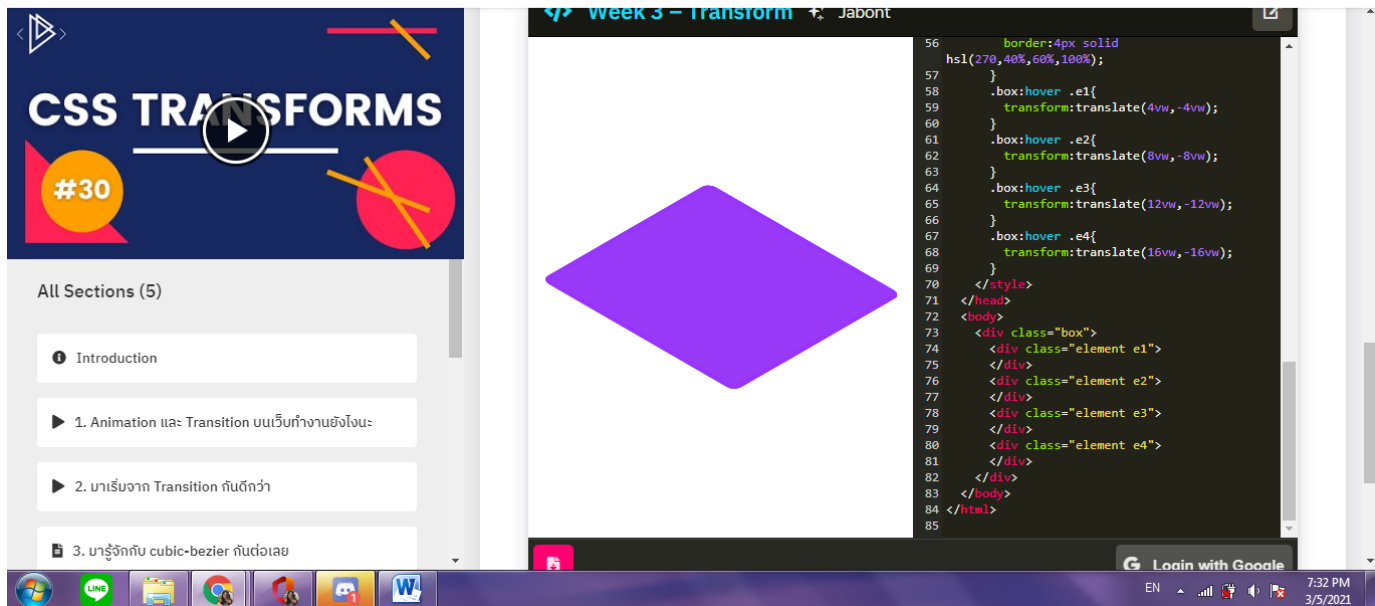 CSS TRANSFORMS
#30
All Sections (5)
Introduction
1. Animation และ Transition บนเว็บทำงานยังไงนะ
2. มาเริ่มจาก Transition กันดีกว่า
3. มารู้จักกับ cubic-bezier กันต่อเลย
</> Week 3 – Transform Jabont
56 border:4px solid
hsl(270,40%,60%,100%);
57 }
58 .box:hover .e1{
59 transform:translate(4vw,-4vw);
60 }
61 .box:hover .e2{
62 transform:translate(8vw,-8vw);
63 }
64 .box:hover .e3{
65 transform:translate(12vw,-12vw);
66 }
67 .box:hover .e4{
68 transform:translate(16vw,-16vw);
69 }
70 </style>
71 </head>
72 <body>
73 <div class="box">
74 <div class="element e1">
75 </div>
76 <div class="element e2">
77 </div>
78 <div class="element e3">
79 </div>
80 <div class="element e4">
81 </div>
82 </div>
83 </body>
84 </html>
85
G Login with Google
LINE
1
W
EN
7:32 PM
3/5/2021